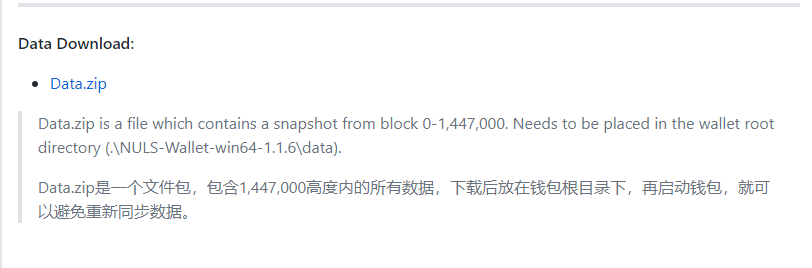 Data Download:
Data.zip
Data.zip is a file which contains a snapshot from block 0-1,447,000. Needs to be placed in the wallet root
directory (.\NULS-Wallet-win64-1.1.6\data).
Data.zip是一个文件包，包含1,447,000高度内的所有数据，下载后放在钱包根目录下，再启动钱包，就可
以避免重新同步数据。